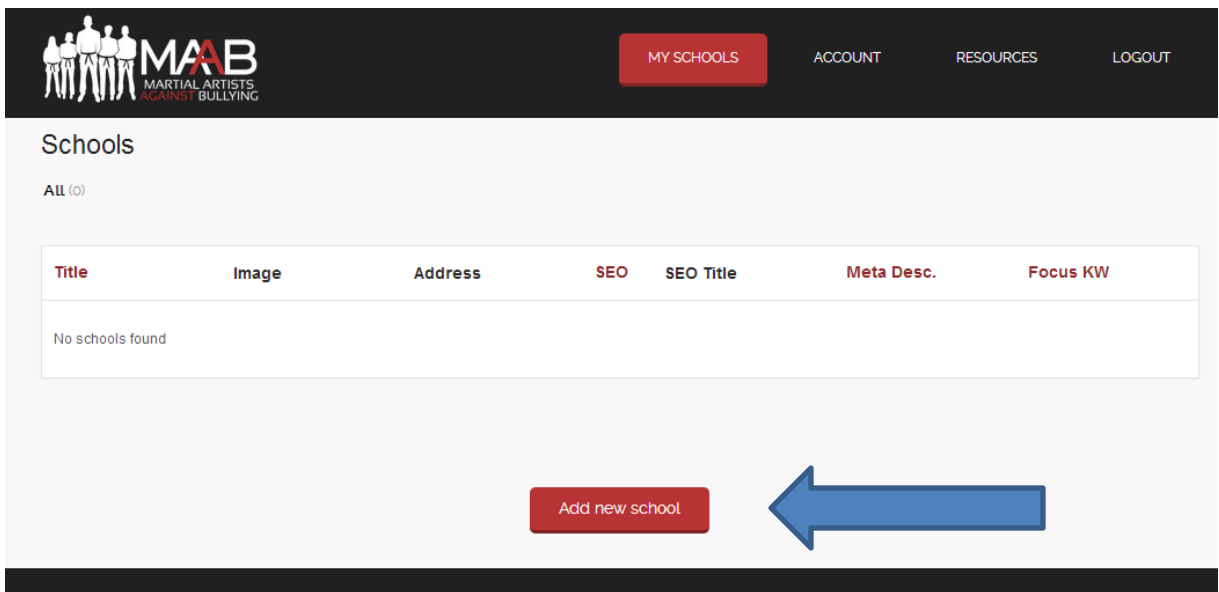 MAAB
MARTIAL ARTISTS
AGAINST BULLYING
MY SCHOOLS ACCOUNT RESOURCES LOGOUT
Schools
All (0)
Title Image Address SEO SEO Title Meta Desc. Focus KW
No schools found
Add new school